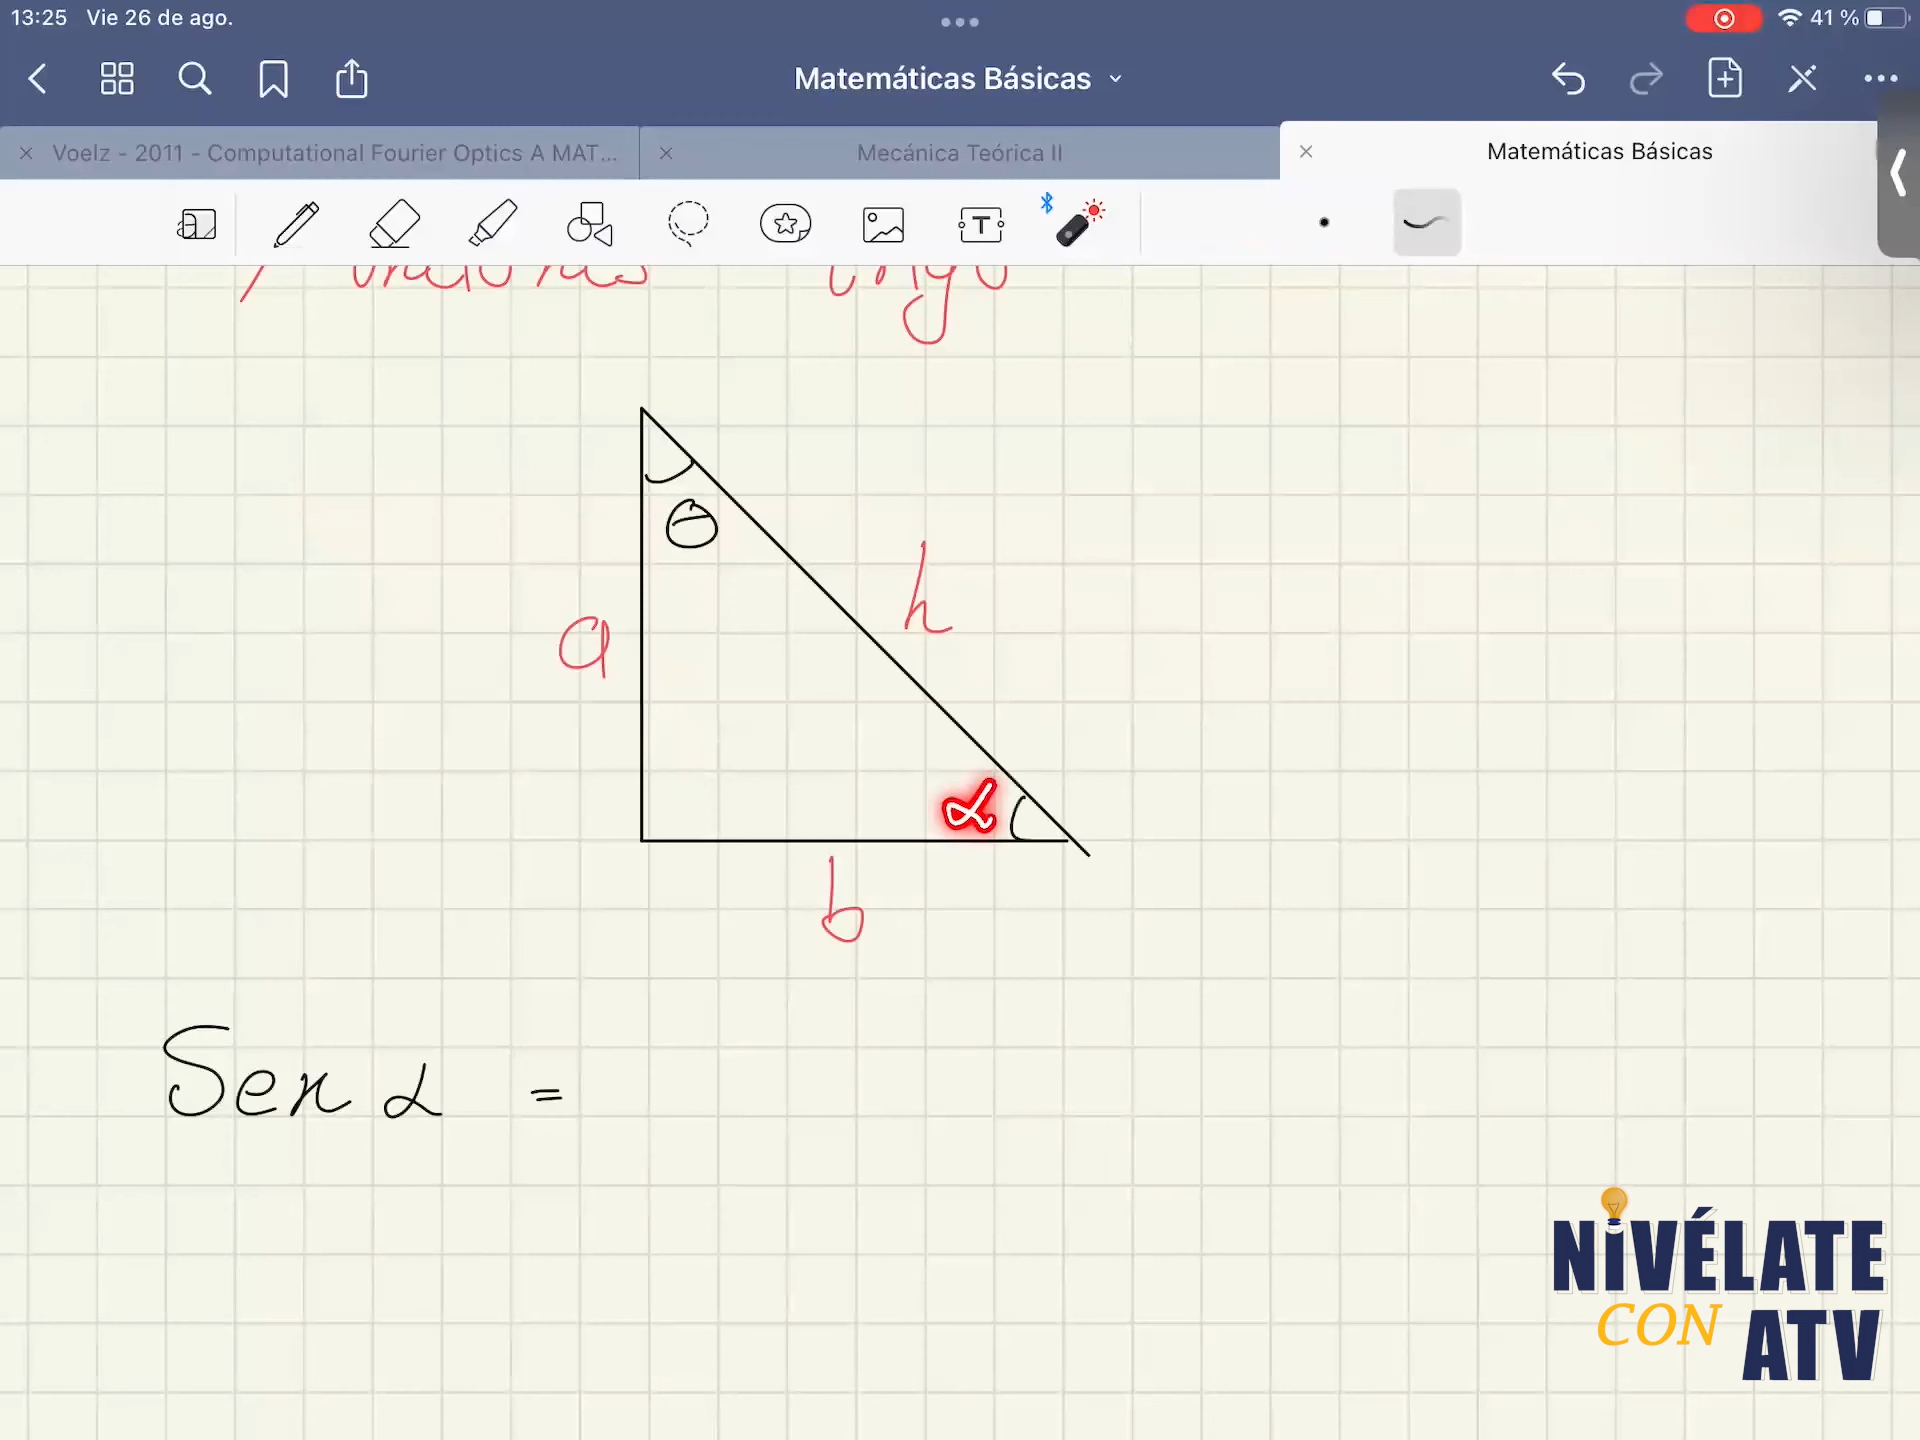 13:25 Vie 26 de ago.
41 %
Matemáticas Básicas
Voelz - 2011 - Computational Fourier Optics A MAT...
Mecánica Teórica II
Matemáticas Básicas
T
θ
h
a
α
b
Sen α =
NIVÉLATE
CON
ATV